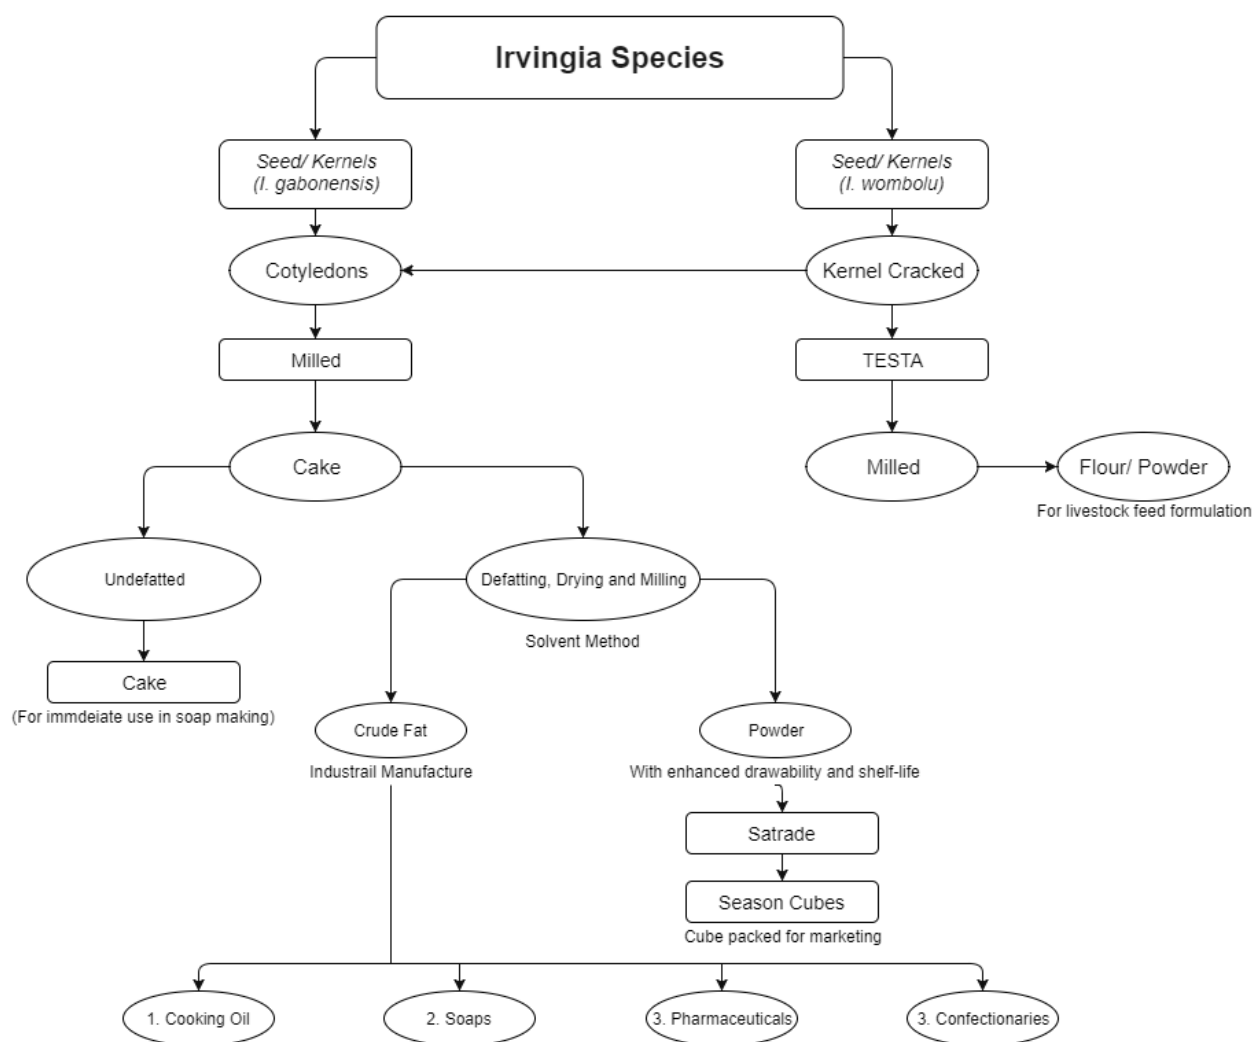 Irvingia Species
Seed/ Kernels
(I. gabonensis)
Seed/ Kernels
(I. wombolu)
Cotyledons
Kernel Cracked
Milled
TESTA
Cake
Milled
Flour/ Powder
For livestock feed formulation
Undefatted
Defatting, Drying and Milling
Solvent Method
Cake
(For immdeiate use in soap making)
Crude Fat
Industrail Manufacture
Powder
With enhanced drawability and shelf-life
Satrade
Season Cubes
Cube packed for marketing
1. Cooking Oil
2. Soaps
3. Pharmaceuticals
3. Confectionaries